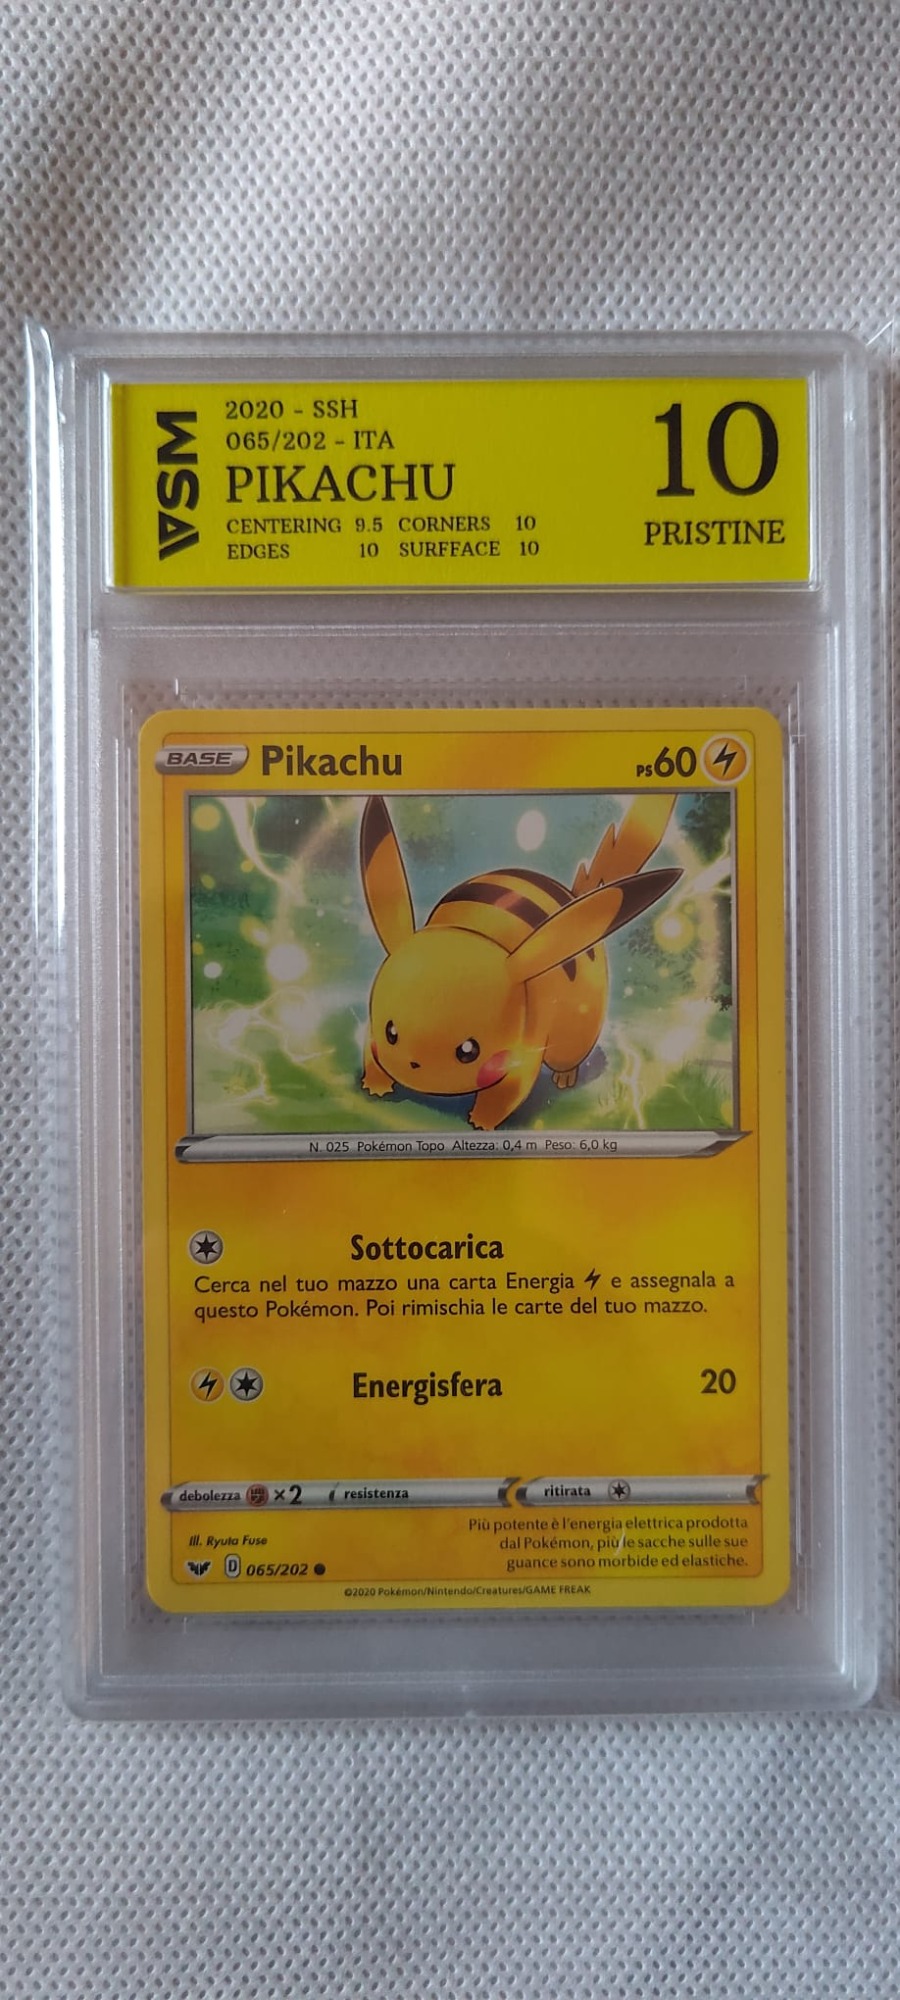 2020 - SSH
065/202 - ITA
PIKACHU
CENTERING 9.5 CORNERS 10
EDGES 10 SURFFACE 10
10
PRISTINE
BASE Pikachu PS60
N. 025 Pokémon Topo Altezza: 0,4 m Peso: 6,0 kg
Sottocarica
Cerca nel tuo mazzo una carta Energia e assegnala a
questo Pokémon. Poi rimischia le carte del tuo mazzo.
Energisfera 20
debolezza ×2 resistenza ritirata
Ill. Ryuta Fuse
D 065/202
Più potente è l'energia elettrica prodotta
dal Pokémon, più le sacche sulle sue
guance sono morbide ed elastiche.
©2020 Pokémon/Nintendo/Creatures/GAME FREAK